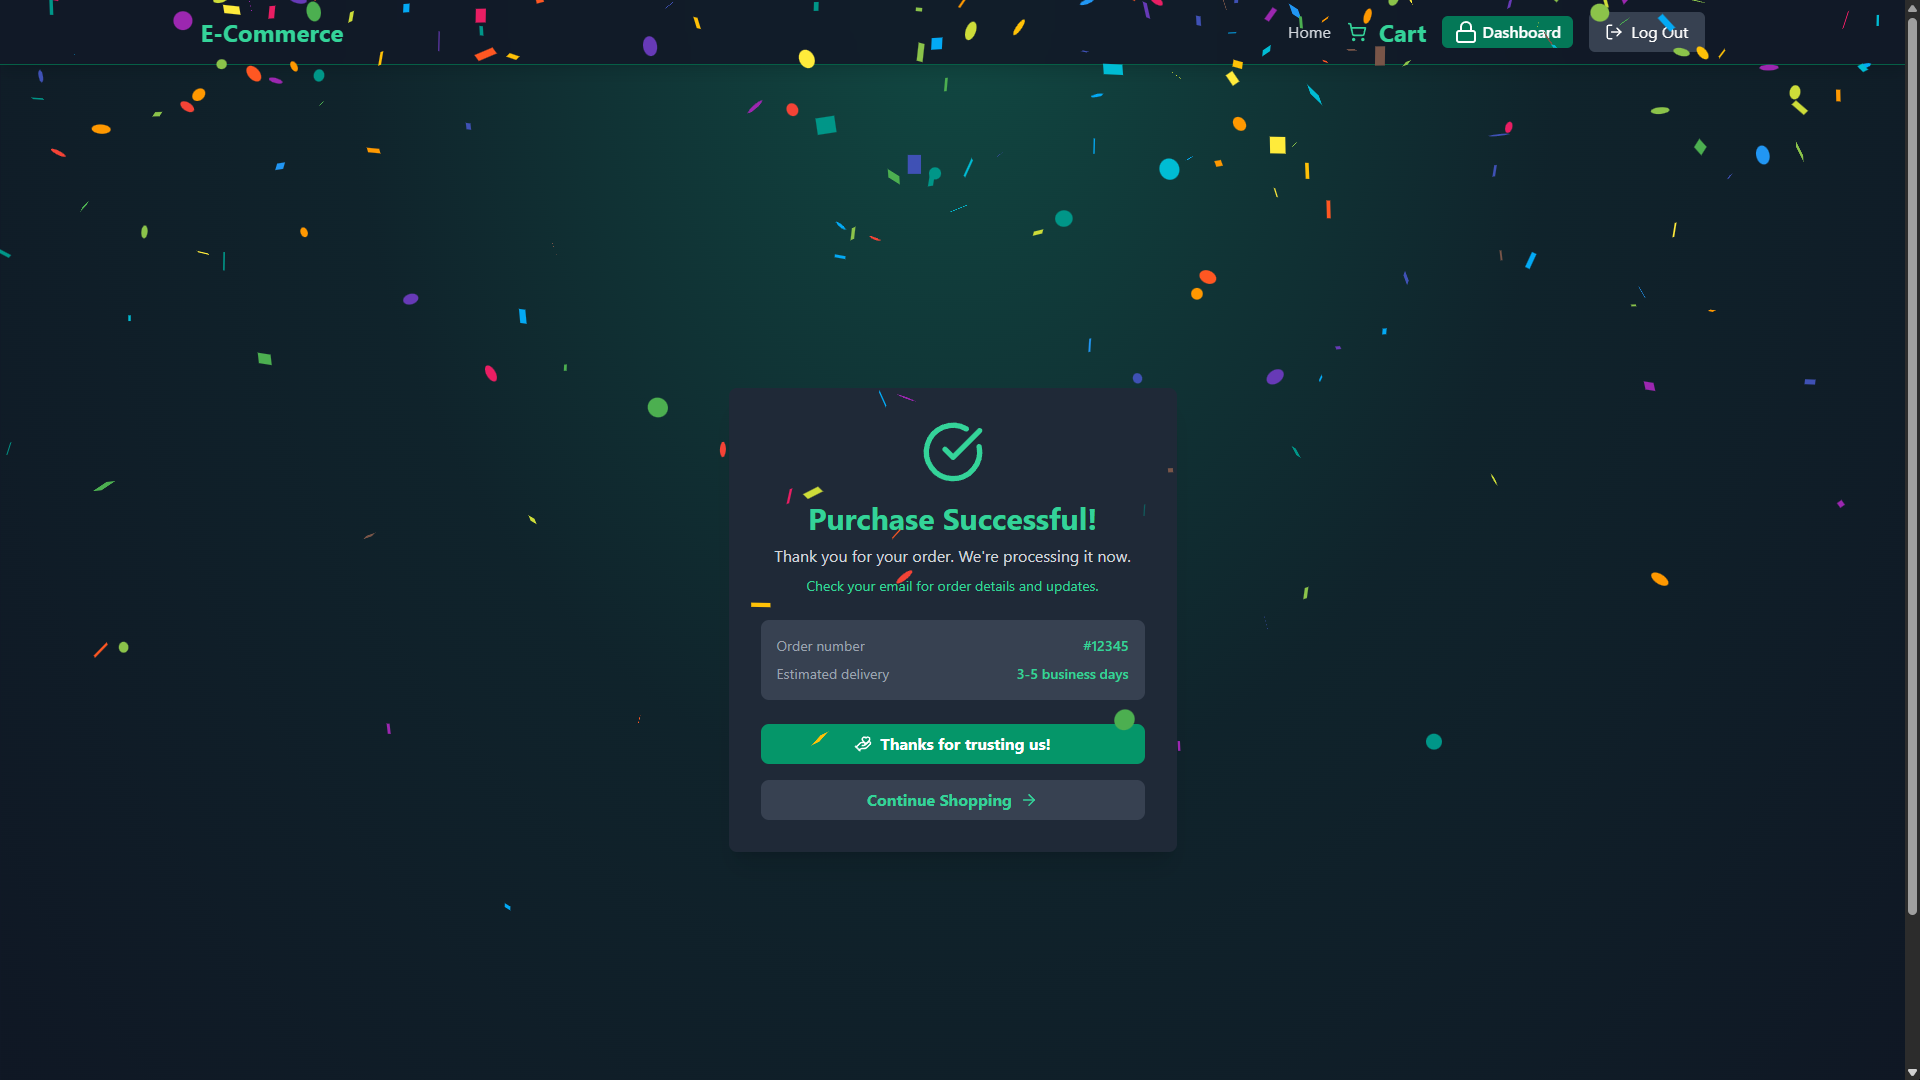 E-Commerce
Home
Cart
Dashboard
Log Out
Purchase Successful!
Thank you for your order. We're processing it now.
Check your email for order details and updates.
Order number #12345
Estimated delivery 3-5 business days
Thanks for trusting us!
Continue Shopping